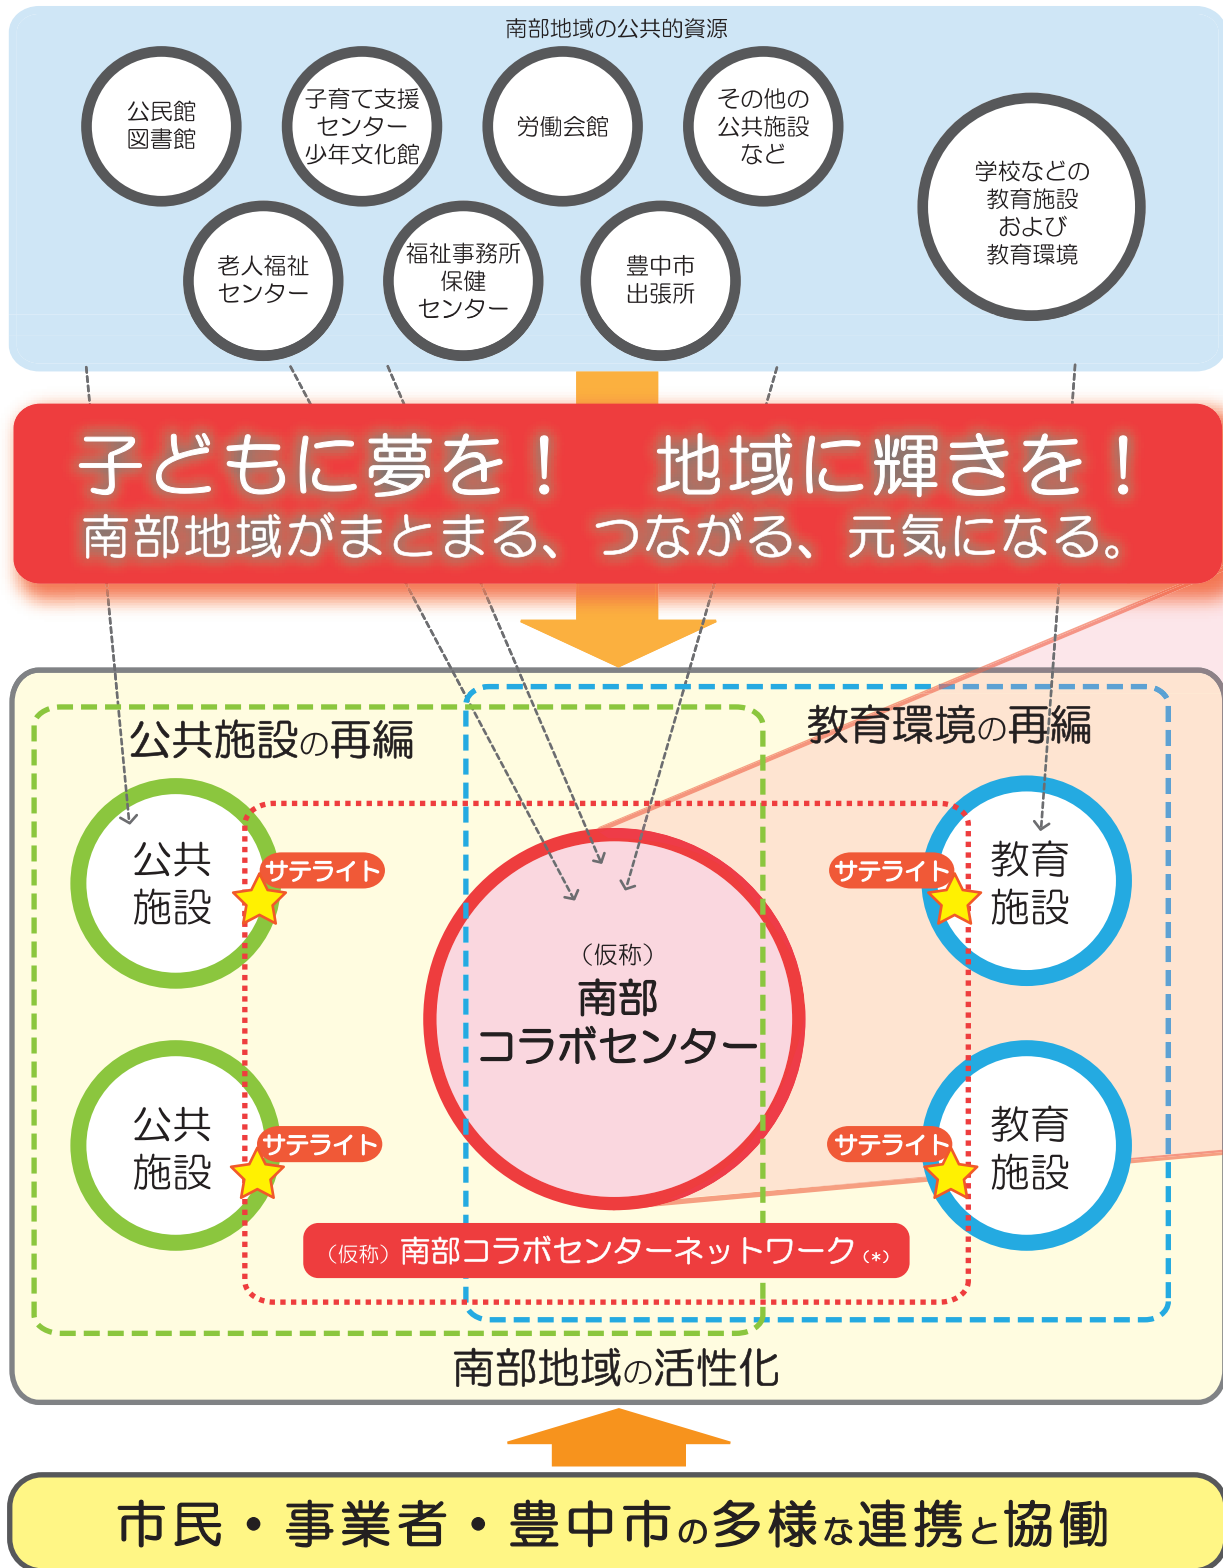 南部地域の公共的資源
公民館
図書館
子育て支援
センター
少年文化館
労働会館
その他の
公共施設
など
学校などの
教育施設
および
教育環境
老人福祉
センター
福祉事務所
保健
センター
豊中市
出張所
子どもに夢を！　地域に輝きを！
南部地域がまとまる、つながる、元気になる。
公共施設の再編
教育環境の再編
公共
施設
サテライト
サテライト
教育
施設
（仮称）
南部
コラボセンター
公共
施設
サテライト
サテライト
教育
施設
（仮称）南部コラボセンターネットワーク（＊）
南部地域の活性化
市民・事業者・豊中市の多様な連携と協働